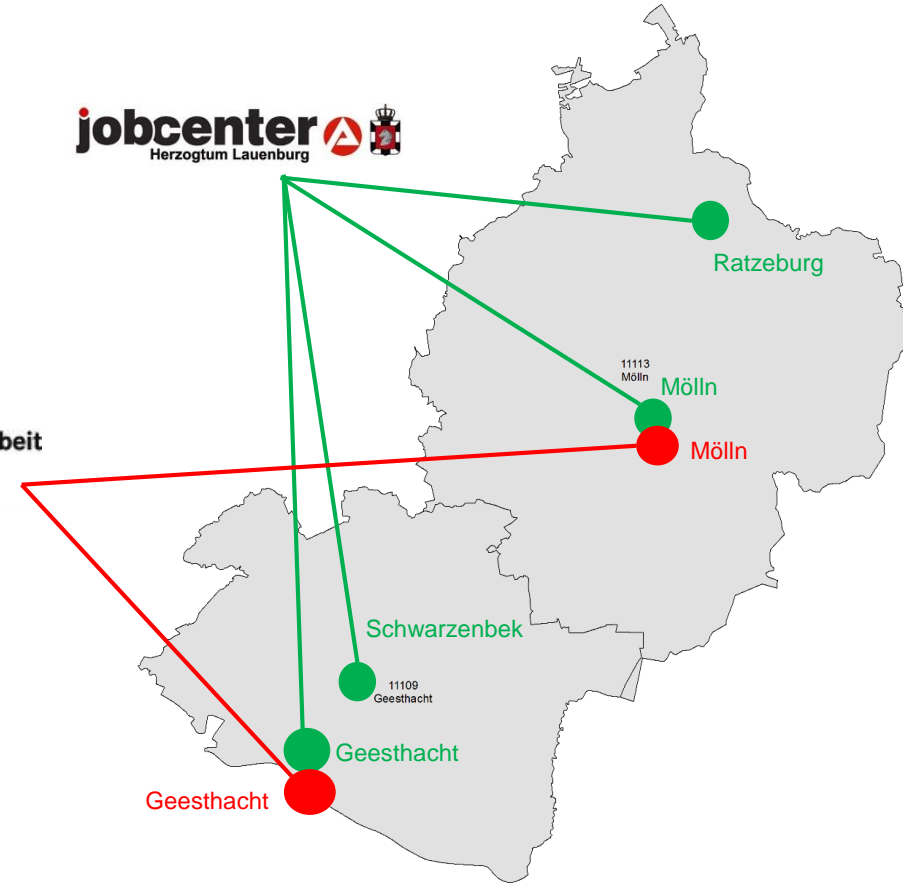 jobcenter
Herzogtum Lauenburg
Ratzeburg
11113
Mölln
Mölln
beit
Mölln
Schwarzenbek
11109
Geesthacht
Geesthacht
Geesthacht